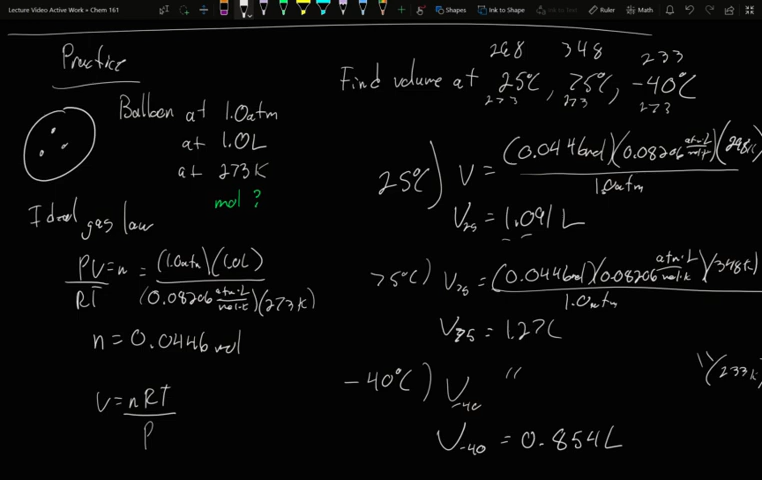 Lecture Video Active Work • Chem 161
Shapes
Ink to Shape
Ink to Text
Ruler
Math
Practice
Balloon at 1.0atm
at 1.0L
at 273K
mol ?
Ideal gas law
PV = n = (1.0atm)(1.0L)
RT (0.08206 atm·L/mol·K)(273K)
n = 0.0446mol
V = nRT
P
298 348 233
Find volume at 25°C, 75°C, -40°C
273 273 273
25°C) V = (0.0446mol)(0.08206 atm·L/mol·K)(298K)
1.0atm
V25 = 1.091 L
75°C) V75 = (0.0446mol)(0.08206 atm·L/mol·K)(348K)
1.0atm
V75 = 1.27L
-40°C) V-40 " "(233K
V-40 = 0.854L